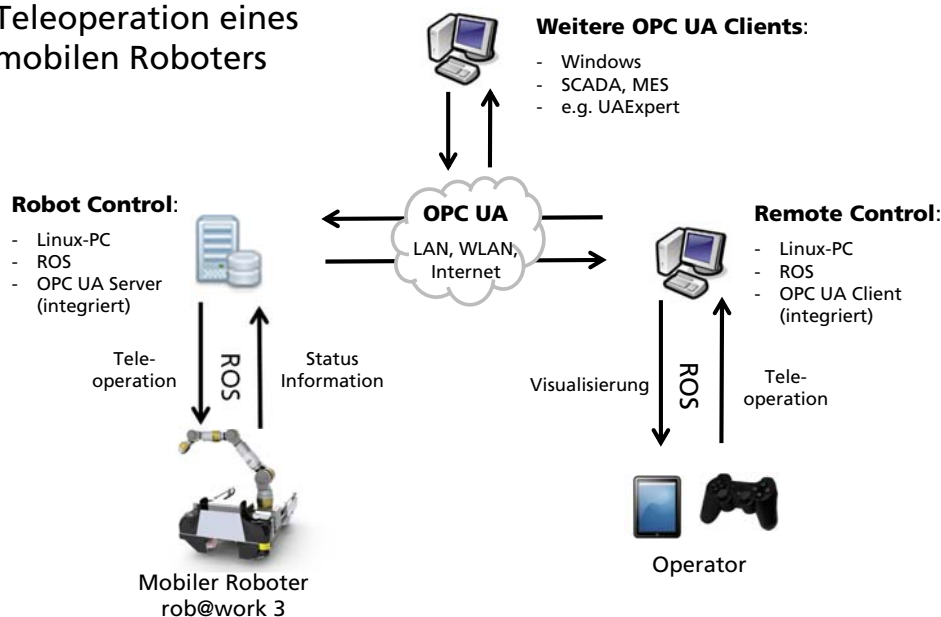 Teleoperation eines
mobilen Roboters
Weitere OPC UA Clients:
- Windows
- SCADA, MES
- e.g. UAExpert
Robot Control:
- Linux-PC
- ROS
- OPC UA Server
(integriert)
OPC UA
LAN, WLAN,
Internet
Remote Control:
- Linux-PC
- ROS
- OPC UA Client
(integriert)
Tele-
operation
ROS
Status
Information
Visualisierung
ROS
Tele-
operation
Mobiler Roboter
rob@work 3
Operator